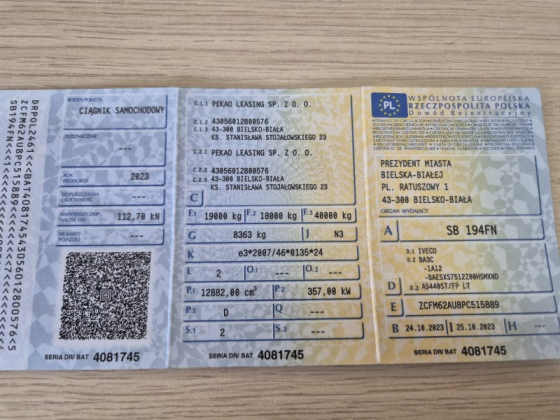 DRPOL2461<<BAT40817454305601280057645
ZCFM62AU8PC515889<<<<<<<<<<<<<
SB194FN<<<<<<<<<<<<<<<<
RODZAJ POJAZDU
CIĄGNIK SAMOCHODOWY
PRZEZNACZENIE
---
ROK PRODUKCJI
2023
DOPUSZCZALNA ŁADOWNOŚĆ
---
NAJWIĘKSZY DOP. NACISK OSI
112,70 kN
NR KARTY POJAZDU
---
SERIA DR/ BAT 4081745
C.1.1 PEKAO LEASING SP. Z O. O.
C.1.2 43056012800576
C.1.3 43-300 BIELSKO-BIAŁA
KS. STANISŁAWA STOJAŁOWSKIEGO 23
C.2.1 PEKAO LEASING SP. Z O. O.
C.2.2 43056012800576
C.2.3 43-300 BIELSKO-BIAŁA
KS. STANISŁAWA STOJAŁOWSKIEGO 23
C
F.1 19000 kg F.2 18000 kg F.3 40000 kg
G 8363 kg J N3
K e3*2007/46*0135*24
L 2 O.1 --- O.2 ---
P.1 12882,00 cm³ P.2 357,00 kW
P.3 D Q ---
S.1 2 S.2 ---
SERIA DR/ BAT 4081745
PL
WSPÓLNOTA EUROPEJSKA
RZECZPOSPOLITA POLSKA
Dowód Rejestracyjny
PREZYDENT MIASTA
BIELSKA-BIAŁEJ
PL. RATUSZOWY 1
43-300 BIELSKO-BIAŁA
ORGAN WYDAJĄCY
A SB 194FN
D.1 IVECO
D.2 BA3C
-1A12
-BAESXS7512Z00HSMXND
D D.3 AS440ST/FP LT
E ZCFM62AU8PC515889
B 24.10.2023 I 25.10.2023 H ---
SERIA DR/ BAT 4081745